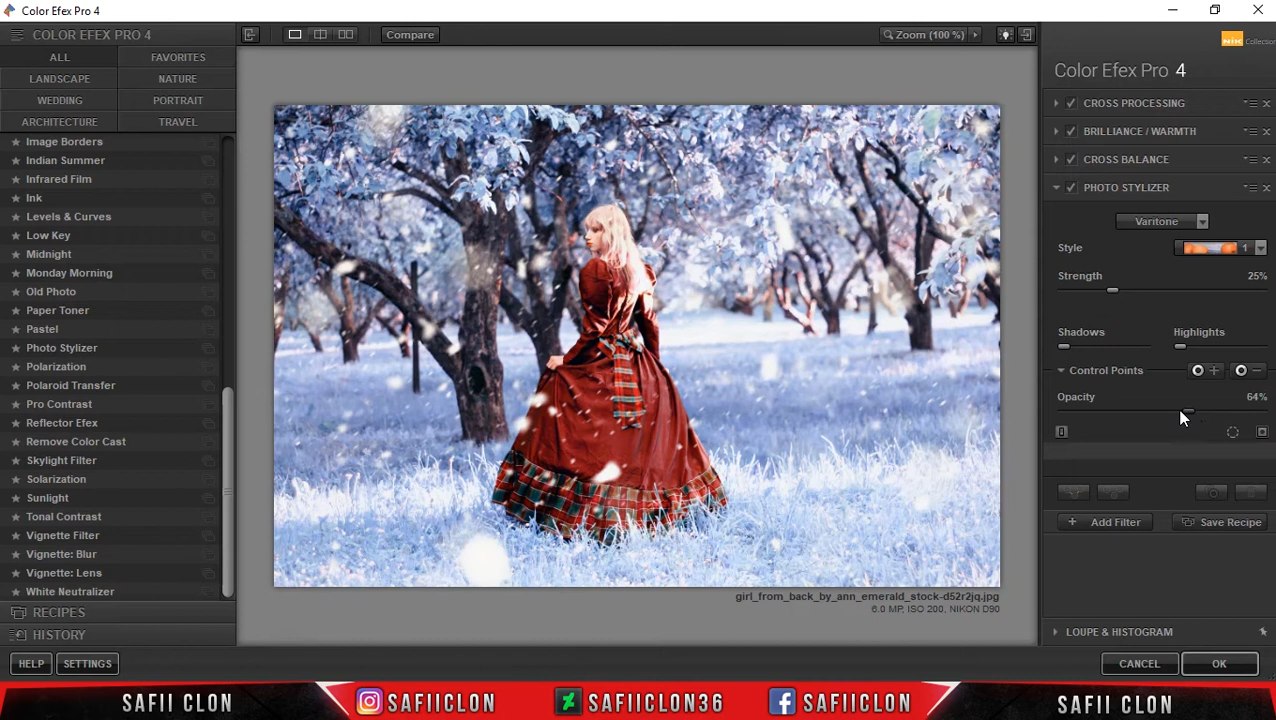 Color Efex Pro 4
COLOR EFEX PRO 4
ALL
FAVORITES
LANDSCAPE
NATURE
WEDDING
PORTRAIT
ARCHITECTURE
TRAVEL
Image Borders
Indian Summer
Infrared Film
Ink
Levels & Curves
Low Key
Midnight
Monday Morning
Old Photo
Paper Toner
Pastel
Photo Stylizer
Polarization
Polaroid Transfer
Pro Contrast
Reflector Efex
Remove Color Cast
Skylight Filter
Solarization
Sunlight
Tonal Contrast
Vignette Filter
Vignette: Blur
Vignette: Lens
White Neutralizer
RECIPES
HISTORY
HELP
SETTINGS
Compare
Zoom (100 %)
girl_from_back_by_ann_emerald_stock-d52r2jq.jpg
6.0 MP, ISO 200, NIKON D90
Nik Collection
Color Efex Pro 4
CROSS PROCESSING
BRILLIANCE / WARMTH
CROSS BALANCE
PHOTO STYLIZER
Varitone
Style
1
Strength
25%
Shadows
Highlights
Control Points
Opacity
64%
Add Filter
Save Recipe
LOUPE & HISTOGRAM
CANCEL
OK
SAFII CLON
SAFIICLON
SAFIICLON36
SAFIICLON
SAFII CLON